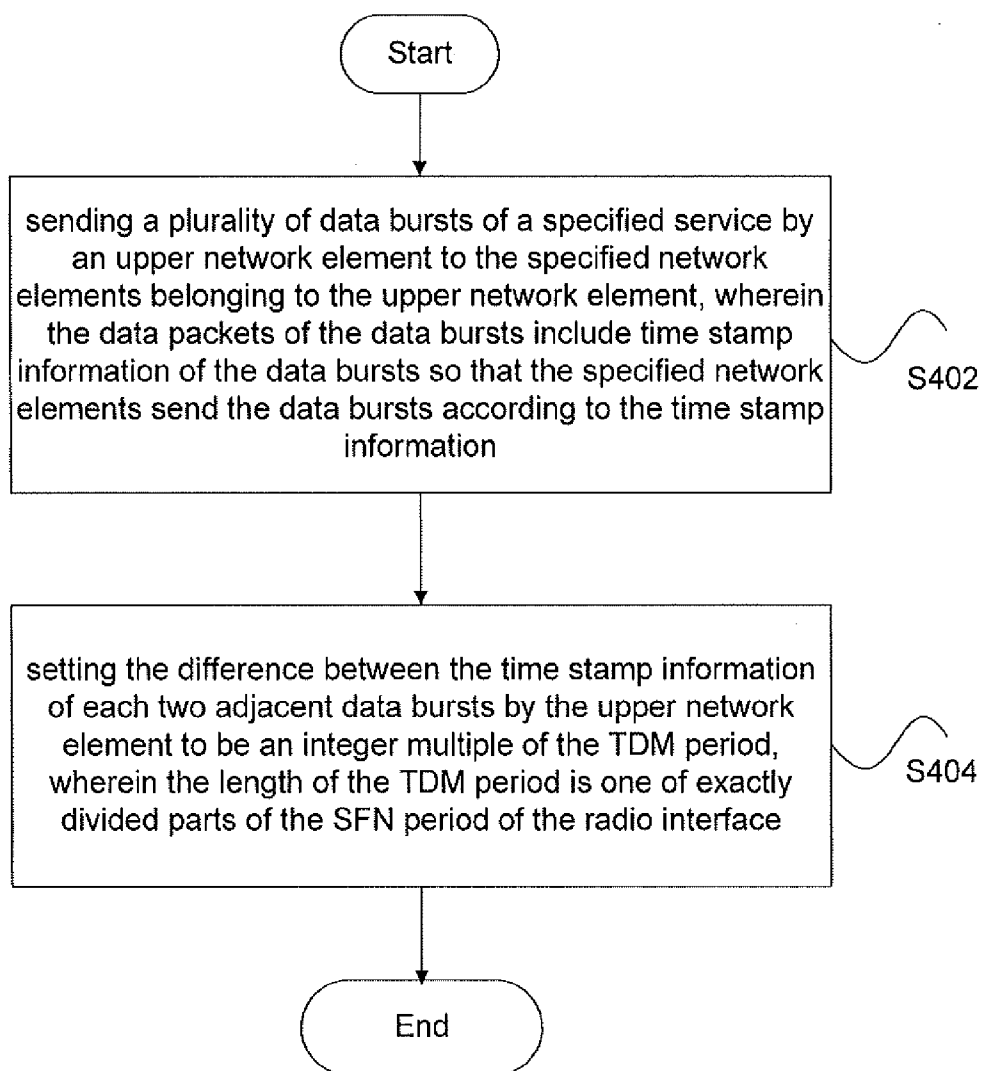 Start
sending a plurality of data bursts of a specified service by
an upper network element to the specified network
elements belonging to the upper network element, wherein
the data packets of the data bursts include time stamp
information of the data bursts so that the specified network
elements send the data bursts according to the time stamp
information
S402
setting the difference between the time stamp information
of each two adjacent data bursts by the upper network
element to be an integer multiple of the TDM period,
wherein the length of the TDM period is one of exactly
divided parts of the SFN period of the radio interface
S404
End